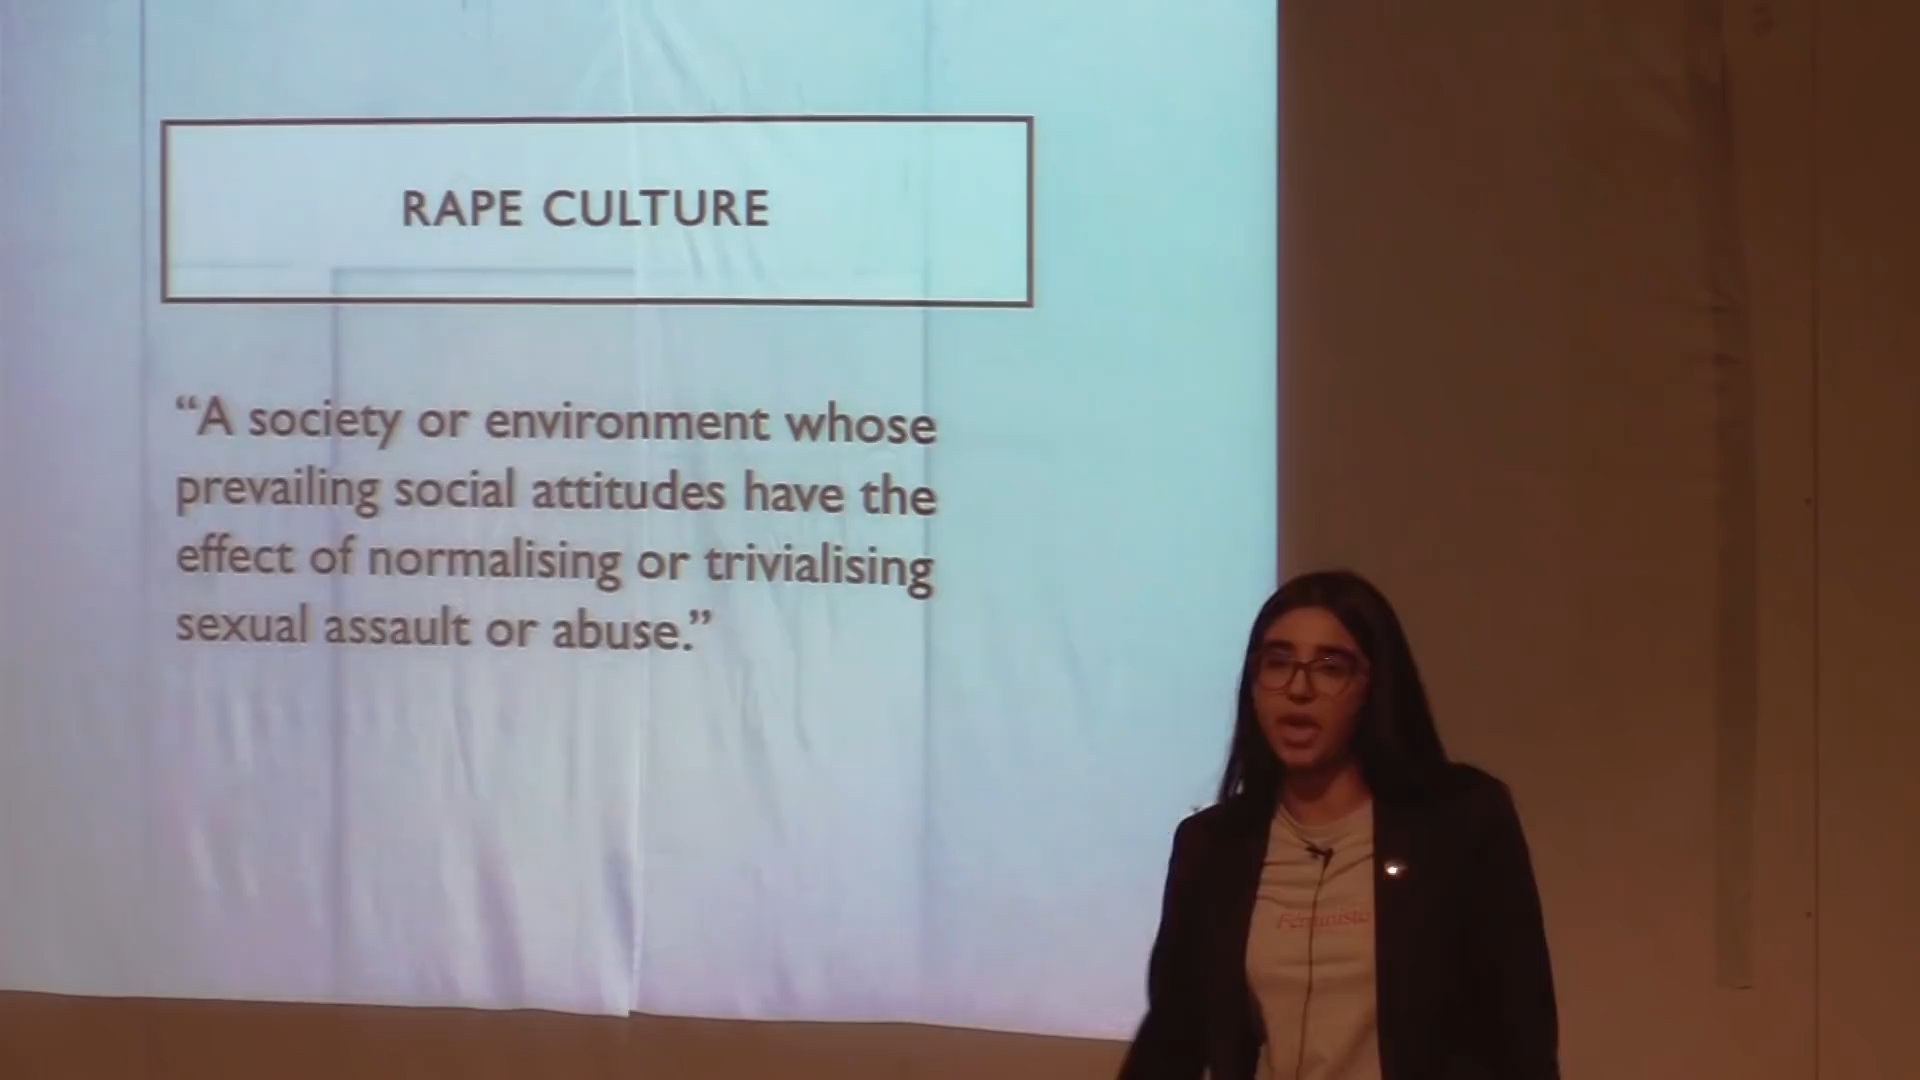 RAPE CULTURE
“A society or environment whose
prevailing social attitudes have the
effect of normalising or trivialising
sexual assault or abuse.”
Féministe